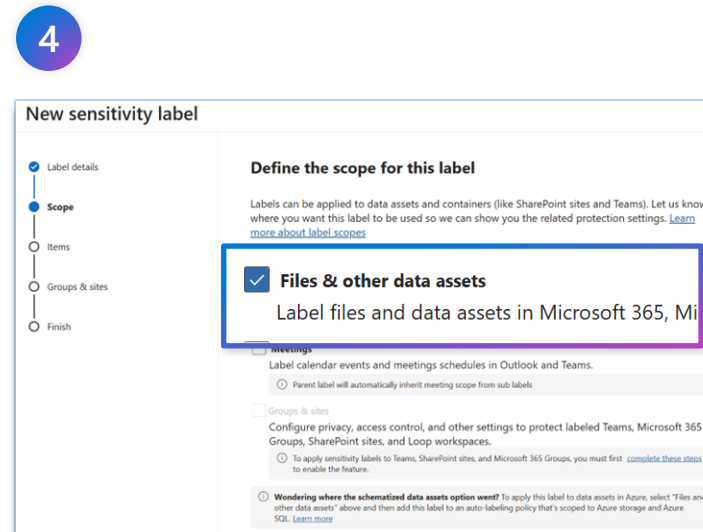 4
New sensitivity label
Label details
Scope
Items
Groups & sites
Finish
Define the scope for this label
Labels can be applied to data assets and containers (like SharePoint sites and Teams). Let us know
where you want this label to be used so we can show you the related protection settings. Learn
more about label scopes
Files & other data assets
Label files and data assets in Microsoft 365, Mi
Meetings
Label calendar events and meetings schedules in Outlook and Teams.
Parent label will automatically inherit meeting scope from sub labels
Groups & sites
Configure privacy, access control, and other settings to protect labeled Teams, Microsoft 365
Groups, SharePoint sites, and Loop workspaces.
To apply sensitivity labels to Teams, SharePoint sites, and Microsoft 365 Groups, you must first complete these steps
to enable the feature.
Wondering where the schematized data assets option went? To apply this label to data assets in Azure, select "Files and
other data assets" above and then add this label to an auto-labeling policy that's scoped to Azure storage and Azure
SQL. Learn more